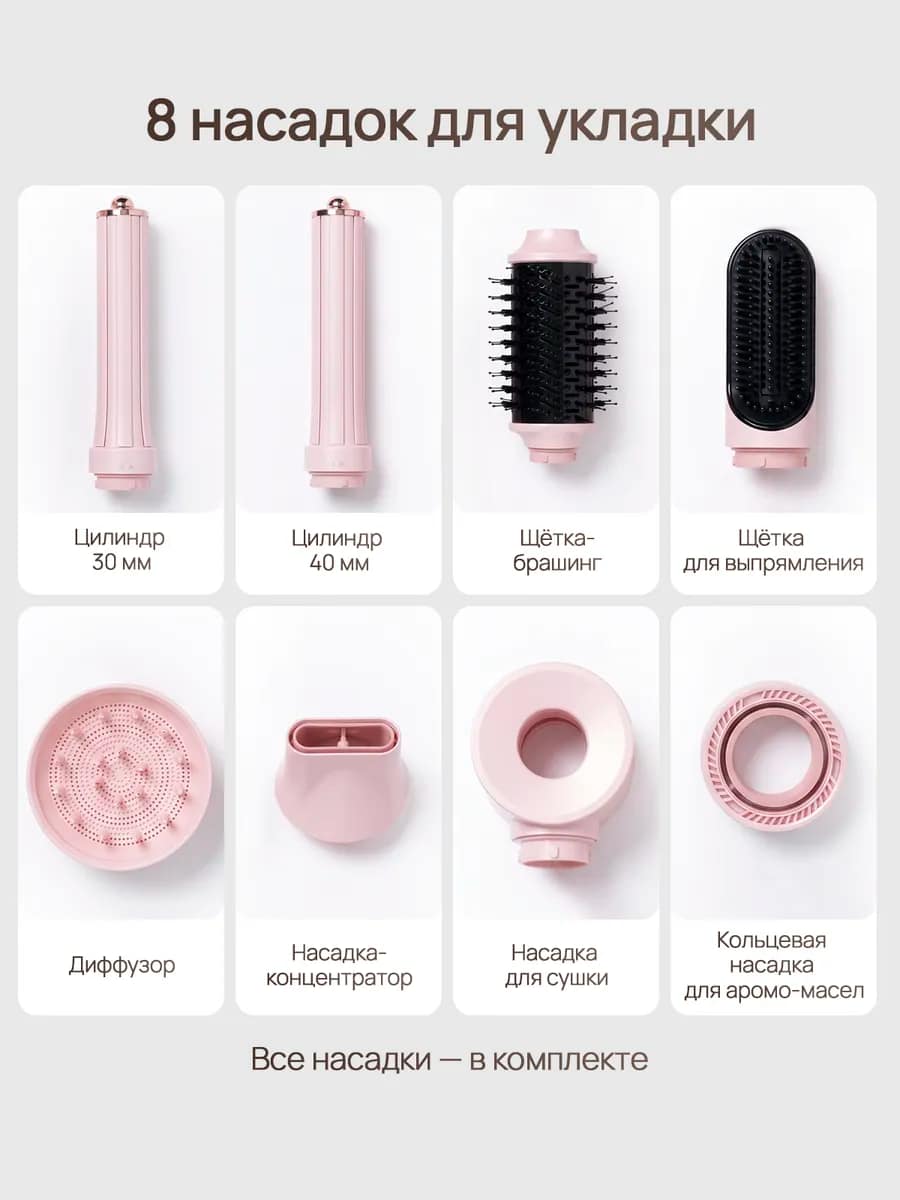 8 насадок для укладки
Цилиндр
30 мм
Цилиндр
40 мм
Щётка-
брашинг
Щётка
для выпрямления
Диффузор
Насадка-
концентратор
Насадка
для сушки
Кольцевая
насадка
для аромо-масел
Все насадки — в комплекте